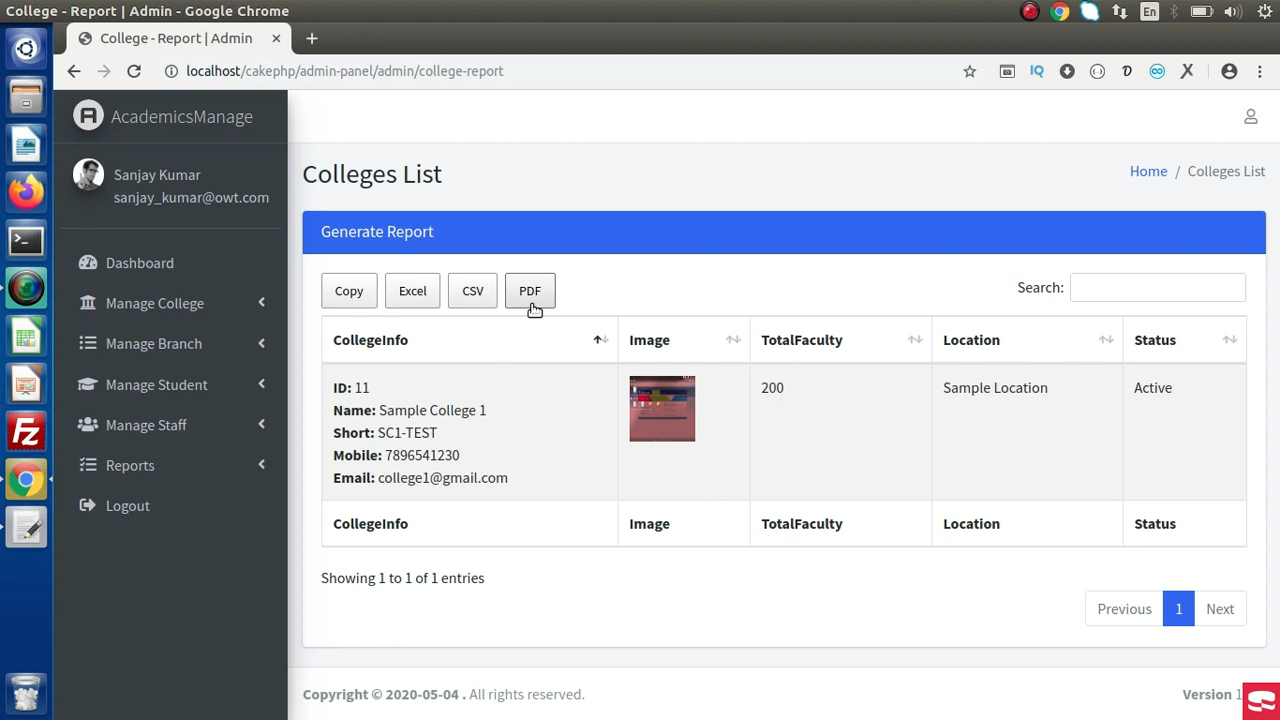 College - Report | Admin - Google Chrome
En
College - Report | Admin
localhost/cakephp/admin-panel/admin/college-report
IQ
AcademicsManage
Sanjay Kumar
sanjay_kumar@owt.com
Dashboard
Manage College
Manage Branch
Manage Student
Manage Staff
Reports
Logout
Colleges List
Home / Colleges List
Generate Report
Copy Excel CSV PDF
Search:
CollegeInfo Image TotalFaculty Location Status
ID: 11 200 Sample Location Active
Name: Sample College 1
Short: SC1-TEST
Mobile: 7896541230
Email: college1@gmail.com
CollegeInfo Image TotalFaculty Location Status
Showing 1 to 1 of 1 entries
Previous 1 Next
Copyright © 2020-05-04 . All rights reserved.
Version 1